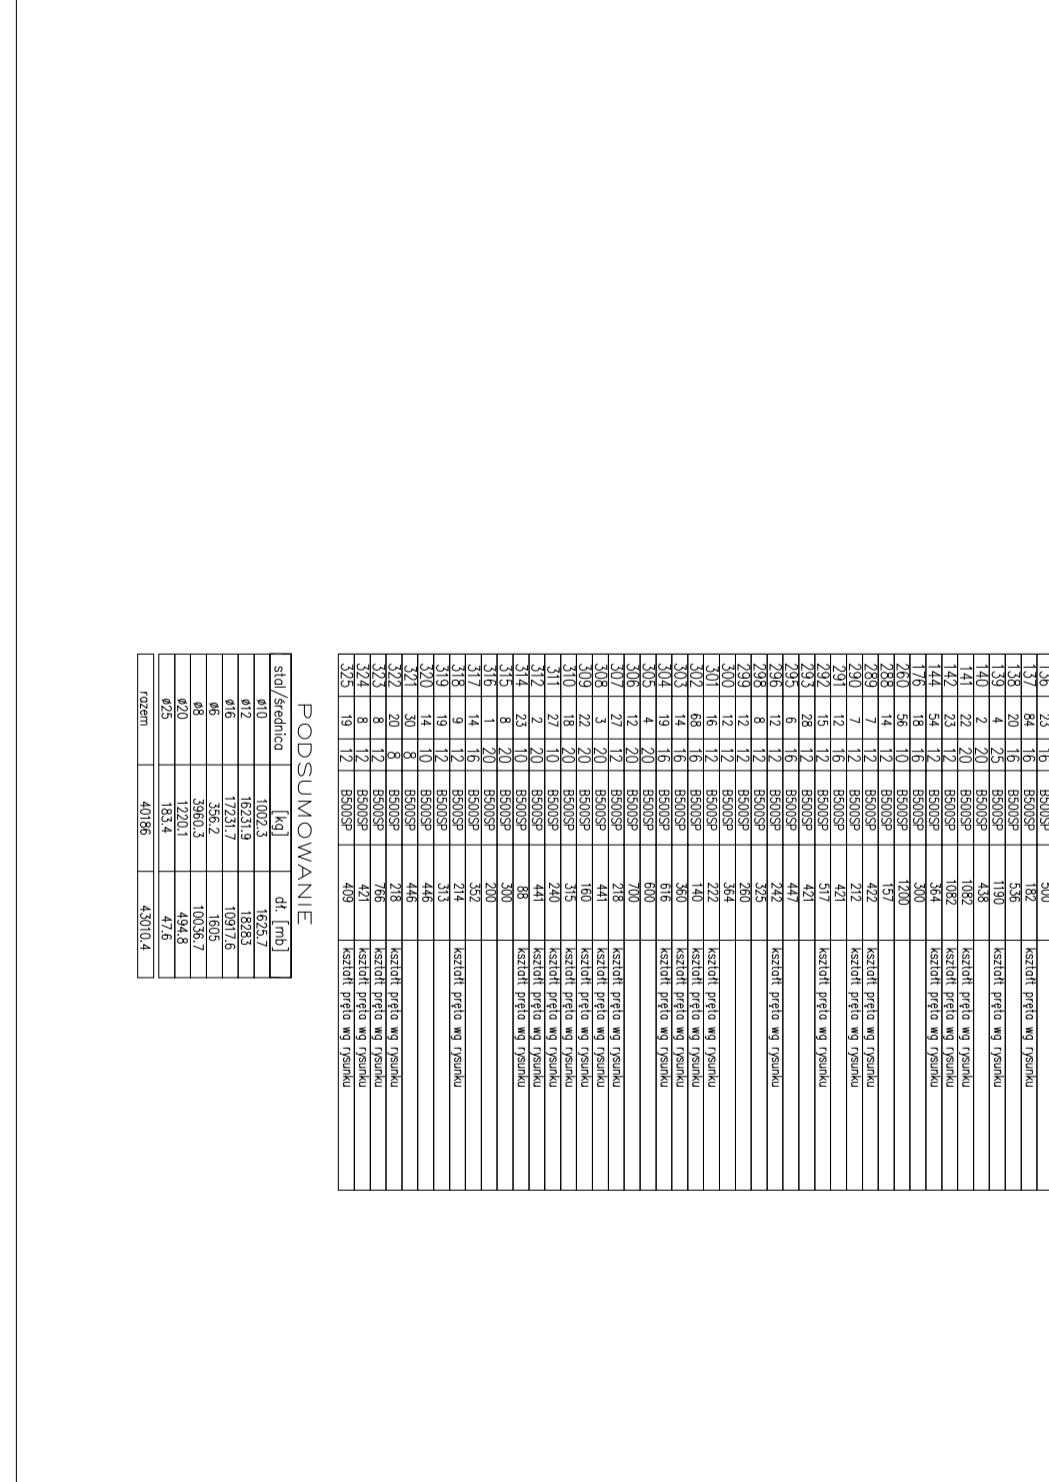 137 84 16 B500SP 182 kształt pręta wg rysunku
138 20 16 B500SP 536
139 4 25 B500SP 1190 kształt pręta wg rysunku
140 2 20 B500SP 438
141 22 20 B500SP 1082 kształt pręta wg rysunku
142 23 12 B500SP 1082 kształt pręta wg rysunku
144 54 12 B500SP 364 kształt pręta wg rysunku
176 18 16 B500SP 300
260 56 10 B500SP 1200
288 14 12 B500SP 157
289 7 12 B500SP 422 kształt pręta wg rysunku
290 7 12 B500SP 212 kształt pręta wg rysunku
291 12 16 B500SP 421
292 15 12 B500SP 517 kształt pręta wg rysunku
293 28 12 B500SP 421
295 6 16 B500SP 447
296 12 12 B500SP 242 kształt pręta wg rysunku
298 8 12 B500SP 325
299 12 12 B500SP 260
300 12 12 B500SP 364
301 16 12 B500SP 222 kształt pręta wg rysunku
302 68 16 B500SP 140 kształt pręta wg rysunku
303 14 16 B500SP 360 kształt pręta wg rysunku
304 19 16 B500SP 616 kształt pręta wg rysunku
305 4 20 B500SP 600
306 12 20 B500SP 700
307 27 12 B500SP 218 kształt pręta wg rysunku
308 3 20 B500SP 441 kształt pręta wg rysunku
309 22 20 B500SP 160 kształt pręta wg rysunku
310 18 20 B500SP 315 kształt pręta wg rysunku
311 27 10 B500SP 240 kształt pręta wg rysunku
312 2 20 B500SP 441 kształt pręta wg rysunku
314 23 10 B500SP 88 kształt pręta wg rysunku
315 8 20 B500SP 300
316 1 20 B500SP 200
317 14 16 B500SP 352
318 9 12 B500SP 214 kształt pręta wg rysunku
319 19 12 B500SP 313
320 14 10 B500SP 446
321 30 8 B500SP 446
322 20 8 B500SP 218 kształt pręta wg rysunku
323 8 12 B500SP 766 kształt pręta wg rysunku
324 8 12 B500SP 421 kształt pręta wg rysunku
325 19 12 B500SP 409 kształt pręta wg rysunku
PODSUMOWANIE
stal/średnica [kg] dł. [mb]
ø10 1002.3 1625.7
ø12 16231.9 18283
ø16 17231.7 10917.6
ø6 356.2 1605
ø8 3960.3 10036.7
ø20 1220.1 494.8
ø25 183.4 47.6
razem 40186 43010.4